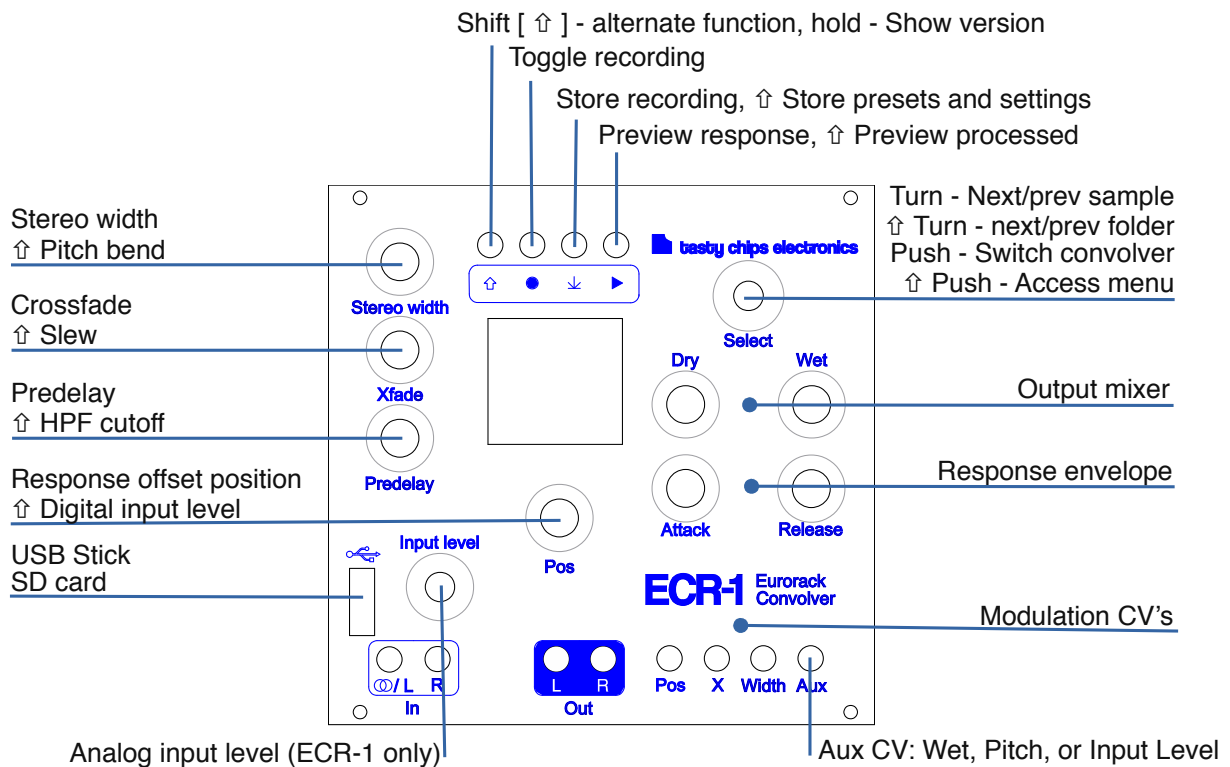 Shift [ ⇧ ] - alternate function, hold - Show version
Toggle recording
Store recording, ⇧ Store presets and settings
Preview response, ⇧ Preview processed
Turn - Next/prev sample
⇧ Turn - next/prev folder
Push - Switch convolver
⇧ Push - Access menu
Stereo width
⇧ Pitch bend
Crossfade
⇧ Slew
Predelay
⇧ HPF cutoff
Response offset position
⇧ Digital input level
USB Stick
SD card
tasty chips electronics
Stereo width
Select
Dry
Wet
Xfade
Output mixer
Predelay
Response envelope
Attack
Release
Input level
Pos
ECR-1 Eurorack
Convolver
Modulation CV's
/ L
R
In
L
R
Out
Pos
X
Width
Aux
Analog input level (ECR-1 only)
Aux CV: Wet, Pitch, or Input Level